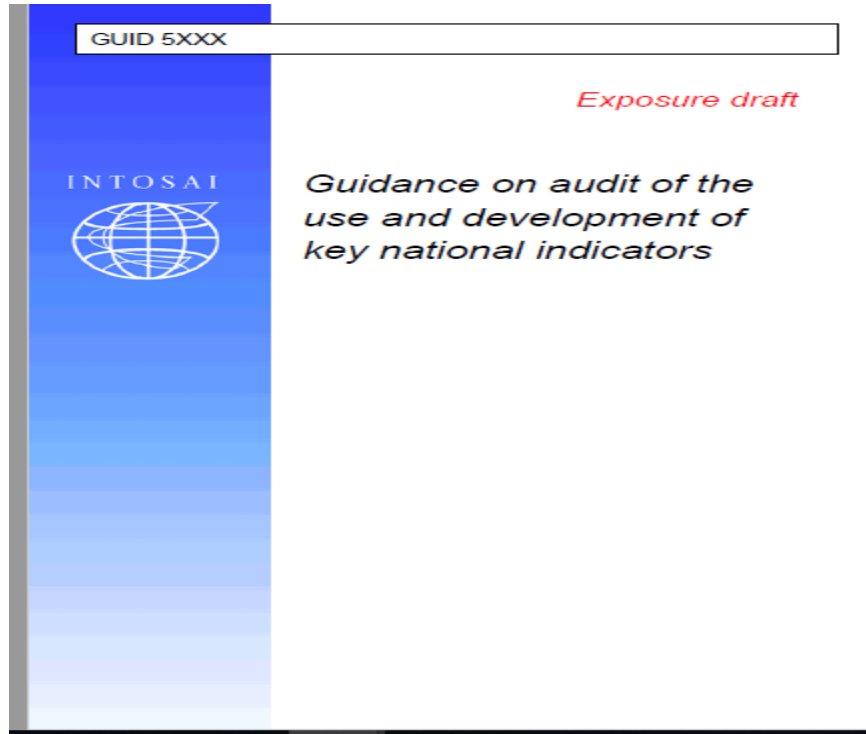 GUID 5XXX
Exposure draft
INTOSAI
Guidance on audit of the
use and development of
key national indicators